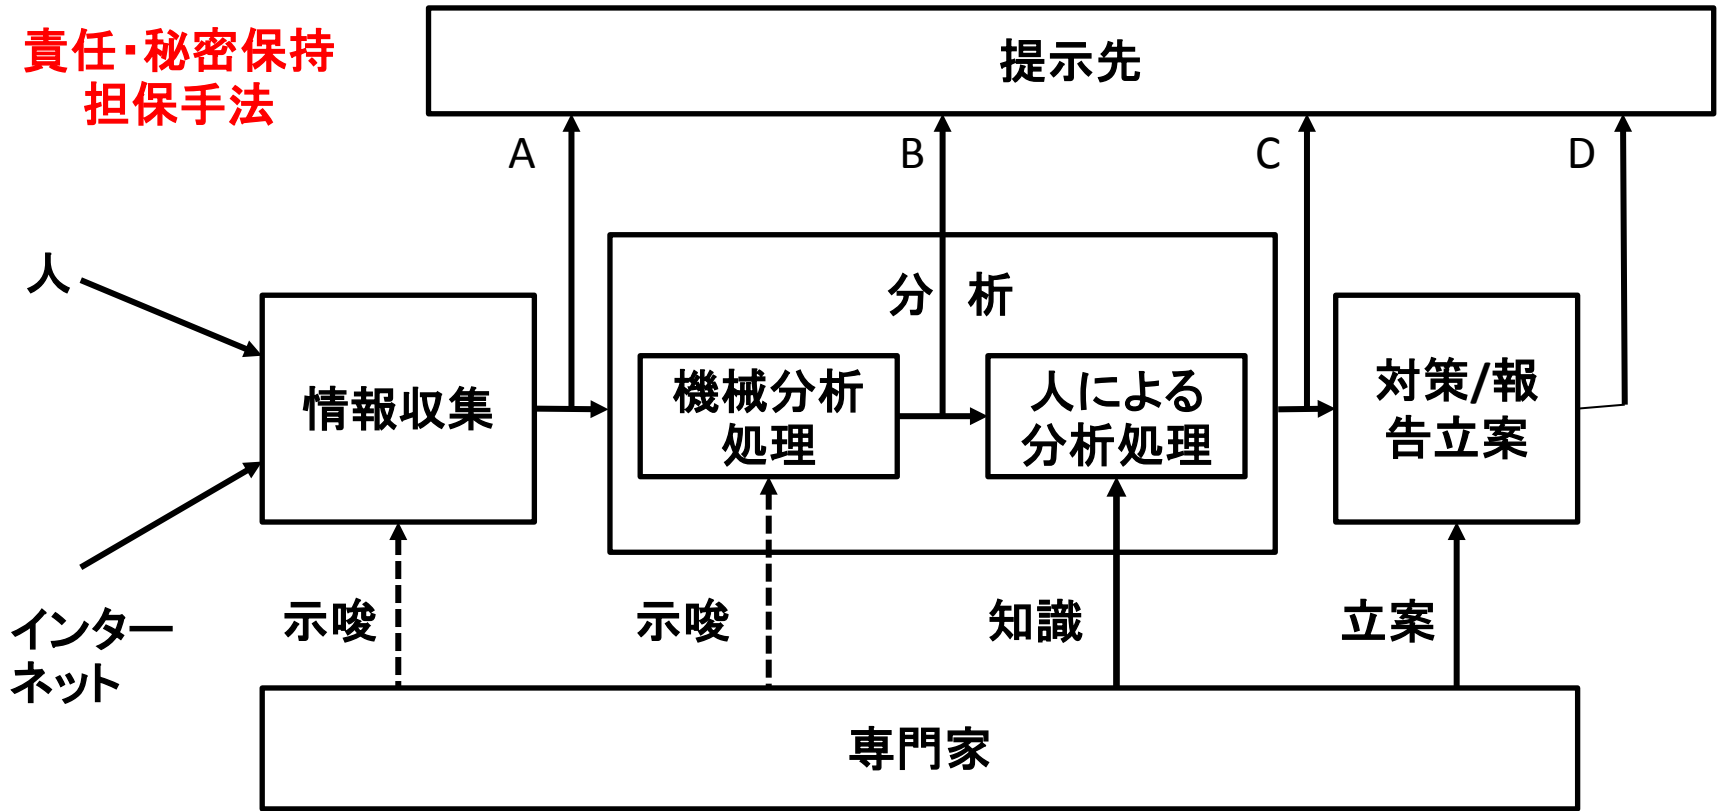 責任・秘密保持
担保手法
提示先
A
B
C
D
人
分 析
情報収集
機械分析
処理
人による
分析処理
対策/報
告立案
インター
ネット
示唆
示唆
知識
立案
専門家